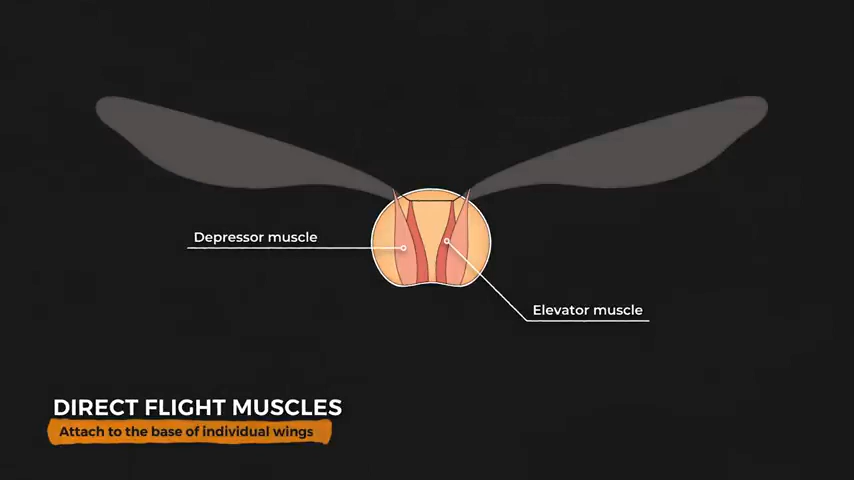 Depressor muscle
Elevator muscle
DIRECT FLIGHT MUSCLES
Attach to the base of individual wings